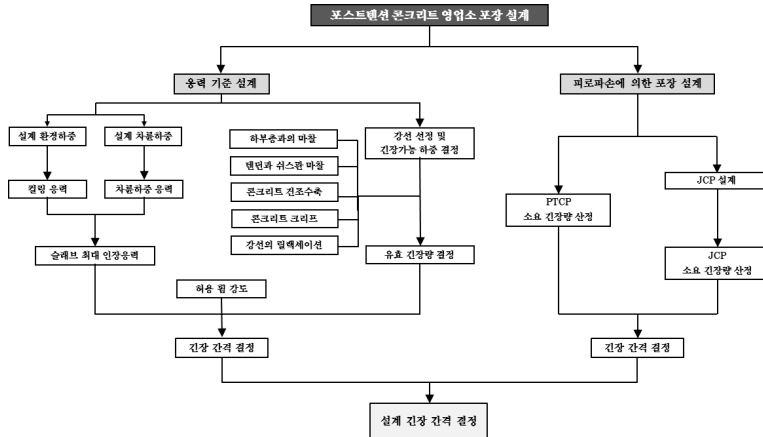 포스트텐션 콘크리트 영업소 포장 설계
응력 기준 설계
피로파손에 의한 포장 설계
설계 환경하중
설계 차륜하중
하부층과의 마찰
텐던과 쉬스관 마찰
콘크리트 건조수축
콘크리트 크리프
강선의 릴랙세이션
강선 선정 및
긴장가능 하중 결정
컬링 응력
차륜하중 응력
슬래브 최대 인장응력
유효 긴장량 결정
PTCP
소요 긴장량 산정
JCP 설계
JCP
소요 긴장량 산정
허용 휨 강도
긴장 간격 결정
긴장 간격 결정
설계 긴장 간격 결정